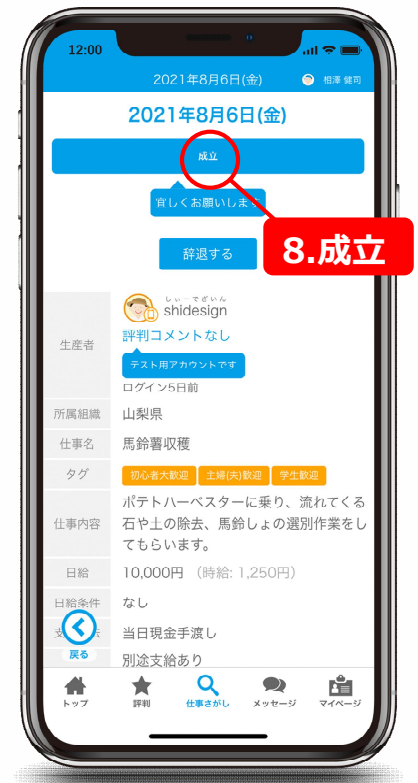 12:00
2021年8月6日(金) 相澤 健司
2021年8月6日(金)
成立
宜しくお願いします
8.成立
辞退する
生産者
しぃーでざいん
shidesign
評判コメントなし
テスト用アカウントです
ログイン5日前
所属組織 山梨県
仕事名 馬鈴薯収穫
タグ 初心者大歓迎 主婦(夫)歓迎 学生歓迎
仕事内容 ポテトハーベスターに乗り、流れてくる
石や土の除去、馬鈴しょの選別作業をし
てもらいます。
日給 10,000円 (時給: 1,250円)
日給条件 なし
当日現金手渡し
戻る
別途支給あり
トップ 評判 仕事さがし メッセージ マイページ